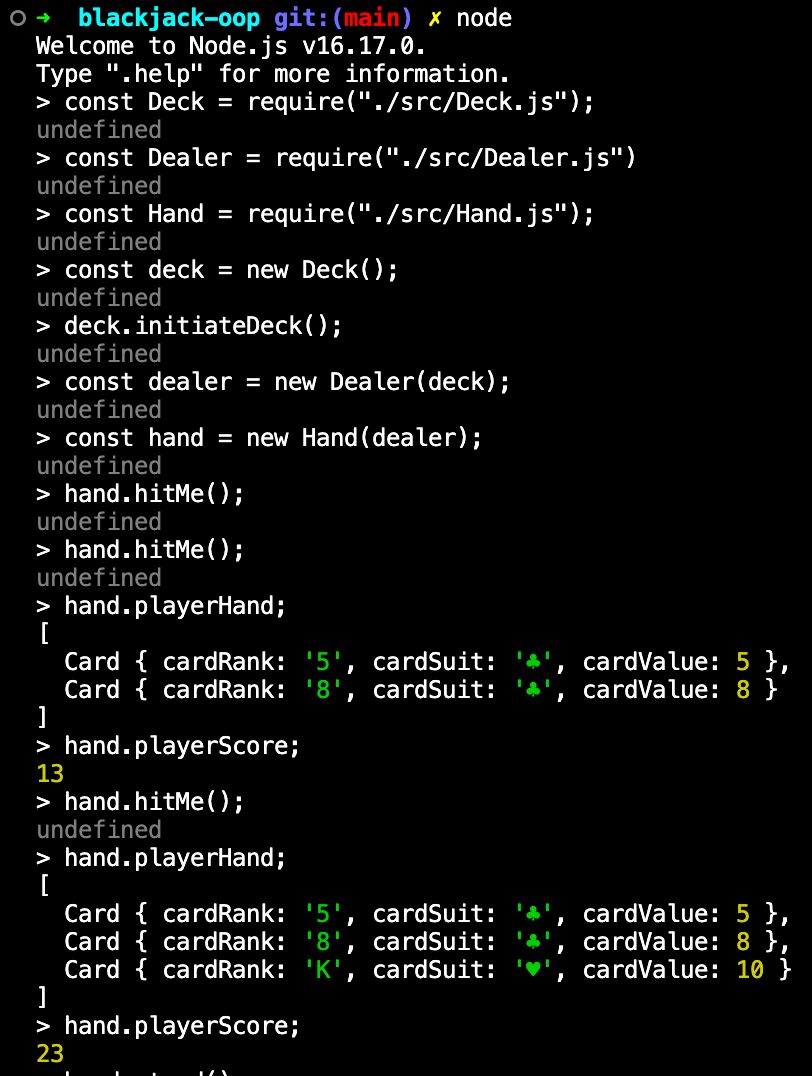 ➜ blackjack-oop git:(main) ✗ node
Welcome to Node.js v16.17.0.
Type ".help" for more information.
> const Deck = require("./src/Deck.js");
undefined
> const Dealer = require("./src/Dealer.js")
undefined
> const Hand = require("./src/Hand.js");
undefined
> const deck = new Deck();
undefined
> deck.initiateDeck();
undefined
> const dealer = new Dealer(deck);
undefined
> const hand = new Hand(dealer);
undefined
> hand.hitMe();
undefined
> hand.hitMe();
undefined
> hand.playerHand;
[
  Card { cardRank: '5', cardSuit: '♣', cardValue: 5 },
  Card { cardRank: '8', cardSuit: '♣', cardValue: 8 }
]
> hand.playerScore;
13
> hand.hitMe();
undefined
> hand.playerHand;
[
  Card { cardRank: '5', cardSuit: '♣', cardValue: 5 },
  Card { cardRank: '8', cardSuit: '♣', cardValue: 8 },
  Card { cardRank: 'K', cardSuit: '♥', cardValue: 10 }
]
> hand.playerScore;
23